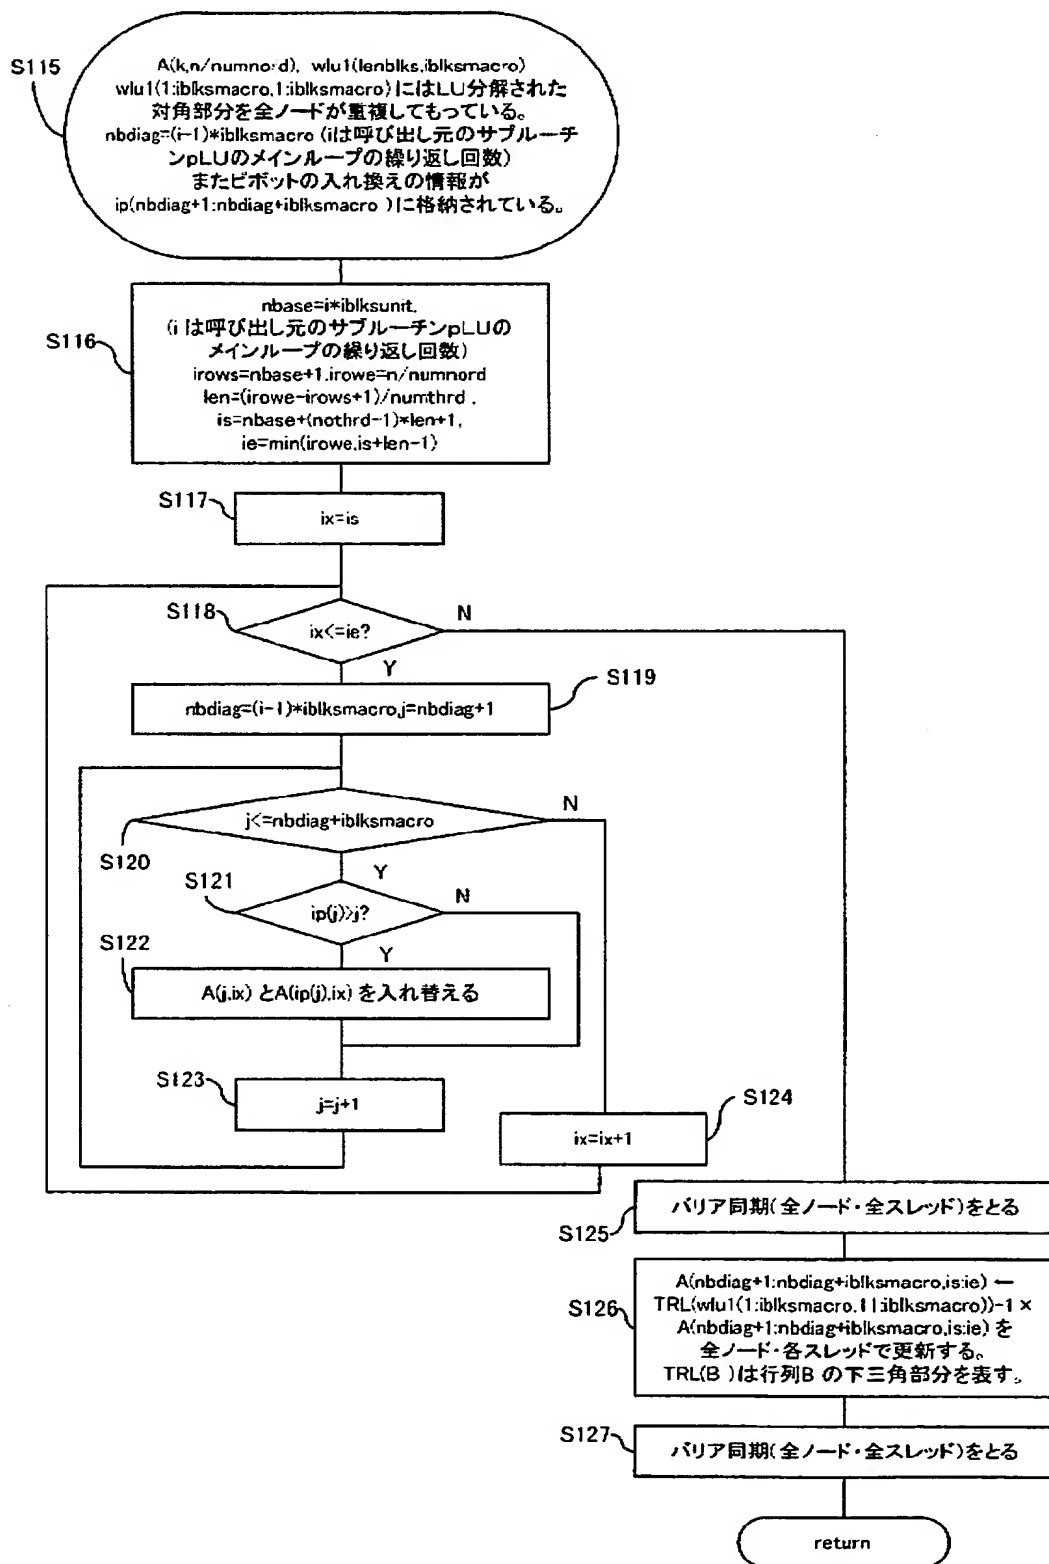 S115
A(k,n/numnord), wlu1(lenblks,iblksmacro)
wlu1(1:iblksmacro,1:iblksmacro)にはLU分解された
対角部分を全ノードが重複してもっている。
nbdiag=(i-1)*iblksmacro (iは呼び出し元のサブルーチ
ンpLUのメインループの繰り返し回数)
またピボットの入れ換えの情報が
ip(nbdiag+1:nbdiag+iblksmacro )に格納されている。
S116
nbase=i*iblksunit,
(i は呼び出し元のサブルーチンpLUの
メインループの繰り返し回数)
irows=nbase+1,irowe=n/numnord
len=(irowe-irows+1)/numthrd ,
is=nbase+(nothrd-1)*len+1,
ie=min(irowe,is+len-1)
S117
ix=is
S118
ix<=ie?
N
Y
S119
nbdiag=(i-1)*iblksmacro,j=nbdiag+1
S120
j<=nbdiag+iblksmacro
N
Y
S121
ip(j)>j?
N
Y
S122
A(j,ix) とA(ip(j),ix) を入れ替える
S123
j=j+1
S124
ix=ix+1
S125
バリア同期(全ノード・全スレッド)をとる
S126
A(nbdiag+1:nbdiag+iblksmacro,is:ie) ←
TRL(wlu1(1:iblksmacro,1:iblksmacro))-1 ×
A(nbdiag+1:nbdiag+iblksmacro,is:ie) を
全ノード・各スレッドで更新する。
TRL(B )は行列B の下三角部分を表す。
S127
バリア同期(全ノード・全スレッド)をとる
return